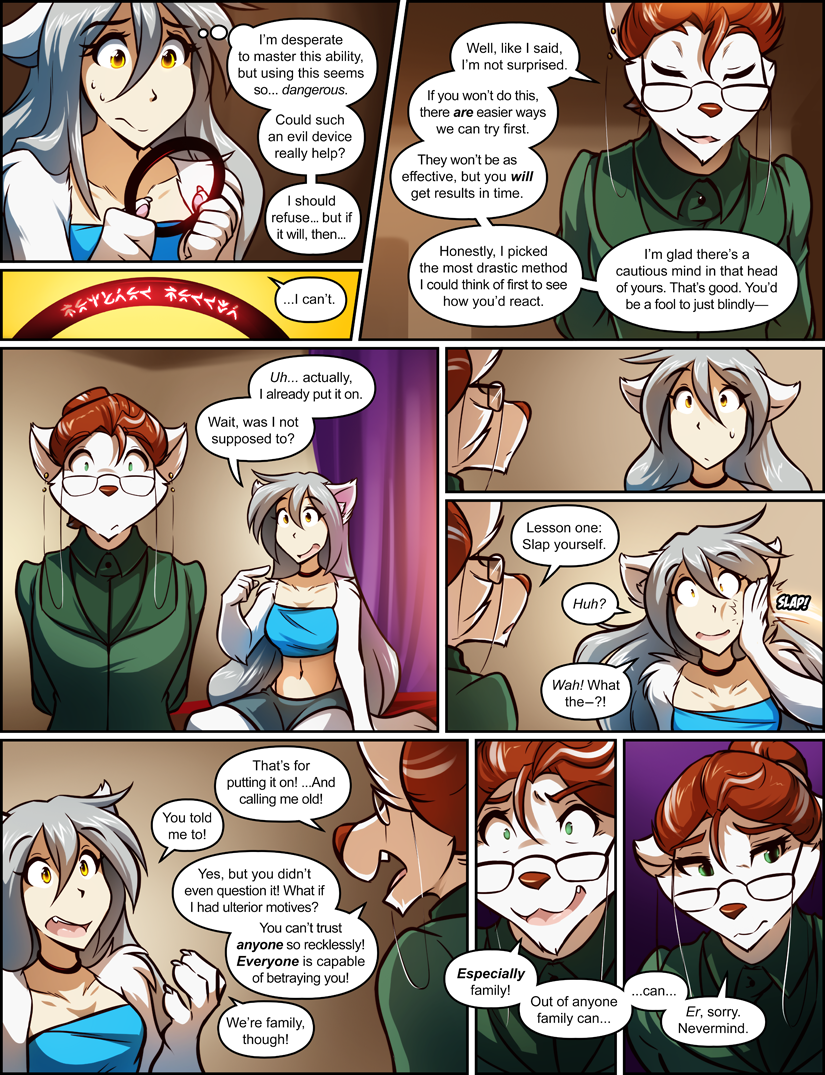 I'm desperate
to master this ability,
but using this seems
so... dangerous.
Could such
an evil device
really help?
I should
refuse... but if
it will, then...
Well, like I said,
I'm not surprised.
If you won't do this,
there are easier ways
we can try first.
They won't be as
effective, but you will
get results in time.
Honestly, I picked
the most drastic method
I could think of first to see
how you'd react.
I'm glad there's a
cautious mind in that head
of yours. That's good. You'd
be a fool to just blindly—
...I can't.
Uh... actually,
I already put it on.
Wait, was I not
supposed to?
Lesson one:
Slap yourself.
Huh?
SLAP!
Wah! What
the–?!
That's for
putting it on! ...And
calling me old!
You told
me to!
Yes, but you didn't
even question it! What if
I had ulterior motives?
You can't trust
anyone so recklessly!
Everyone is capable
of betraying you!
We're family,
though!
Especially
family!
Out of anyone
family can...
...can...
Er, sorry.
Nevermind.